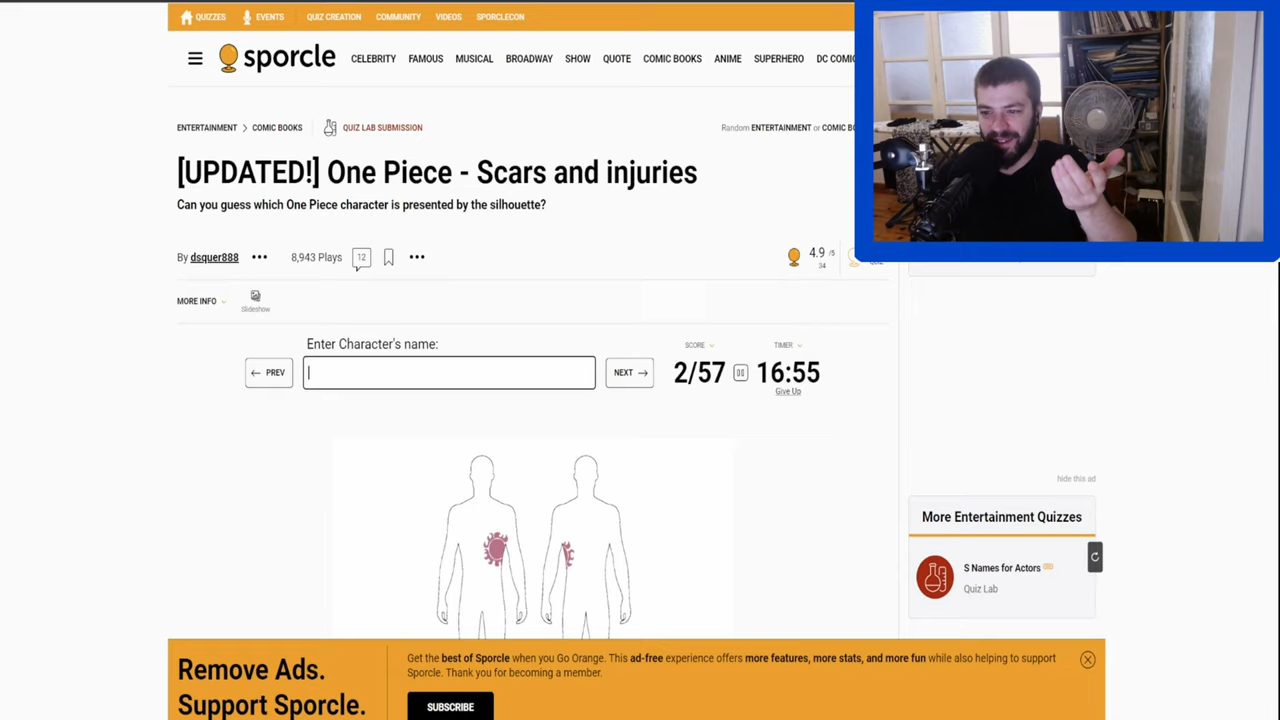 QUIZZES EVENTS QUIZ CREATION COMMUNITY VIDEOS SPORCLECON
sporcle CELEBRITY FAMOUS MUSICAL BROADWAY SHOW QUOTE COMIC BOOKS ANIME SUPERHERO DC COMIC
ENTERTAINMENT COMIC BOOKS QUIZ LAB SUBMISSION Random ENTERTAINMENT or COMIC BO
[UPDATED!] One Piece - Scars and injuries
Can you guess which One Piece character is presented by the silhouette?
By dsquer888 ••• 8,943 Plays 12 ••• 4.9 /5
34
MORE INFO Slideshow
Enter Character's name: SCORE TIMER
← PREV NEXT → 2/57 16:55
Give Up
hide this ad
More Entertainment Quizzes
S Names for Actors
Quiz Lab
Remove Ads.
Support Sporcle.
Get the best of Sporcle when you Go Orange. This ad-free experience offers more features, more stats, and more fun while also helping to support
Sporcle. Thank you for becoming a member.
SUBSCRIBE